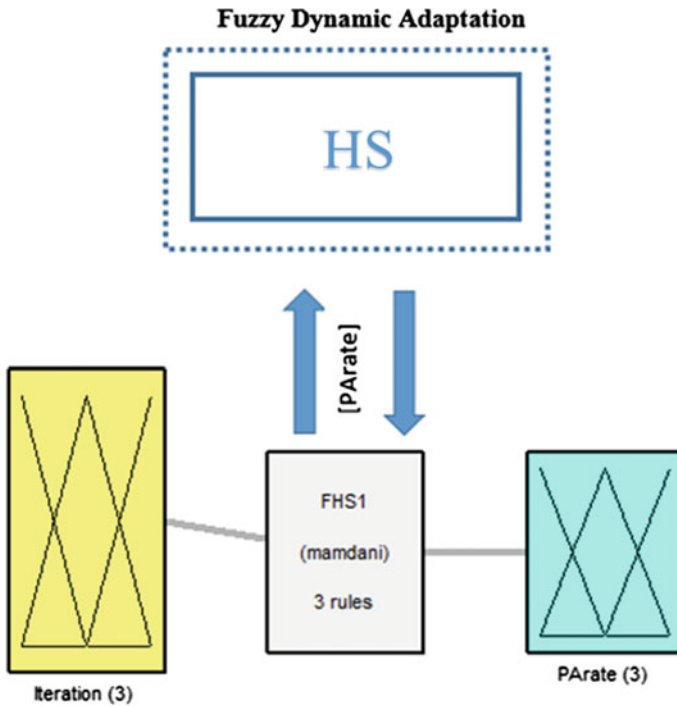 Fuzzy Dynamic Adaptation
HS
[PArate]
FHS1
(mamdani)
3 rules
Iteration (3)
PArate (3)